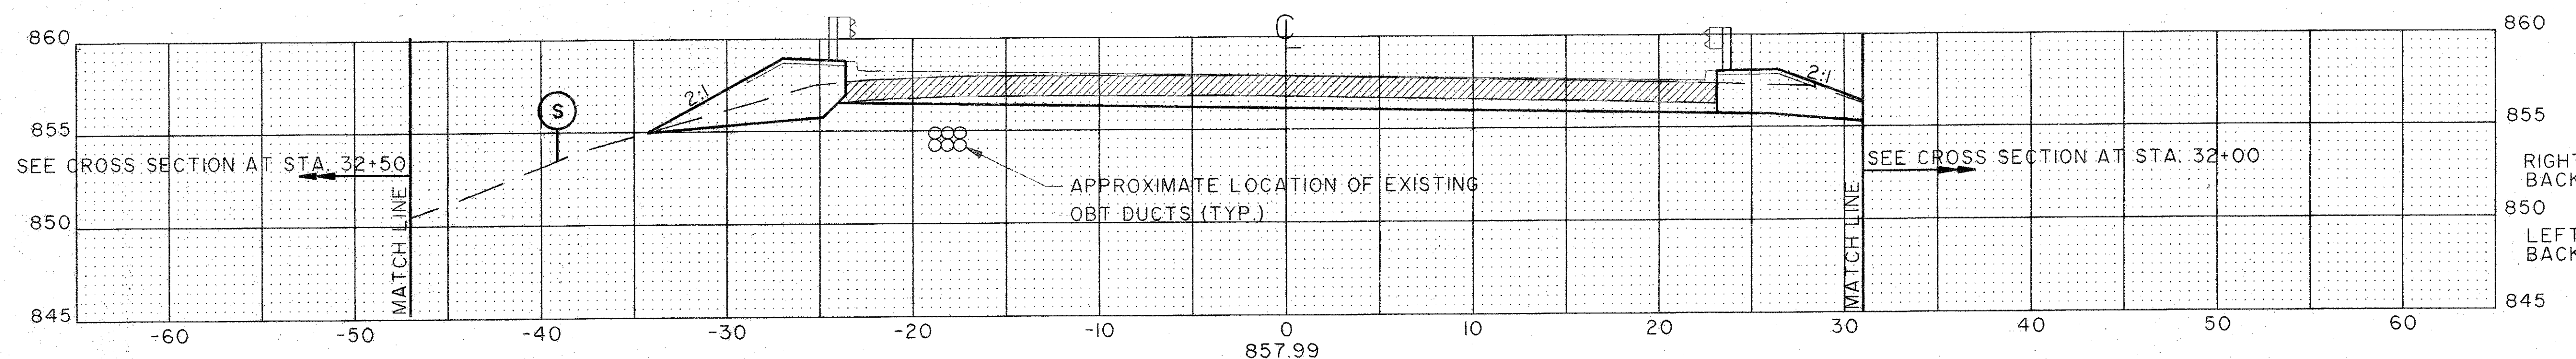 ℄
860
860
2:1
2:1
S
855
855
SEE CROSS SECTION AT STA. 32+50
SEE CROSS SECTION AT STA. 32+00
RIGHT
BACK
APPROXIMATE LOCATION OF EXISTING
OBT DUCTS (TYP.)
850
850
LEFT
BACK
MATCH LINE
MATCH LINE
845
845
-60 -50 -40 -30 -20 -10 0 10 20 30 40 50 60
857.99